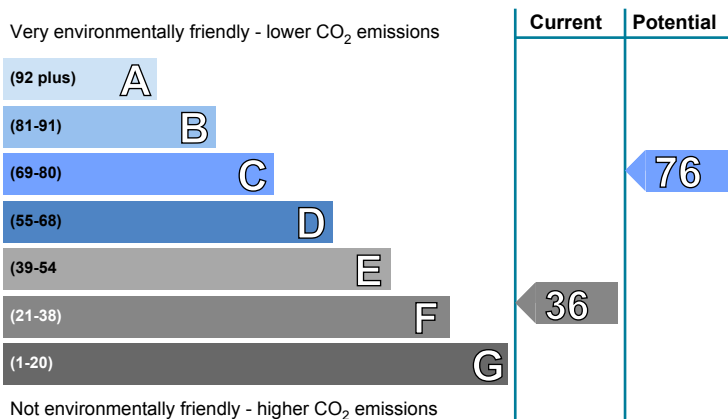 Very environmentally friendly - lower CO₂ emissions
Current
Potential
(92 plus) A
(81-91) B
(69-80) C
76
(55-68) D
(39-54 E
(21-38) F
36
(1-20) G
Not environmentally friendly - higher CO₂ emissions